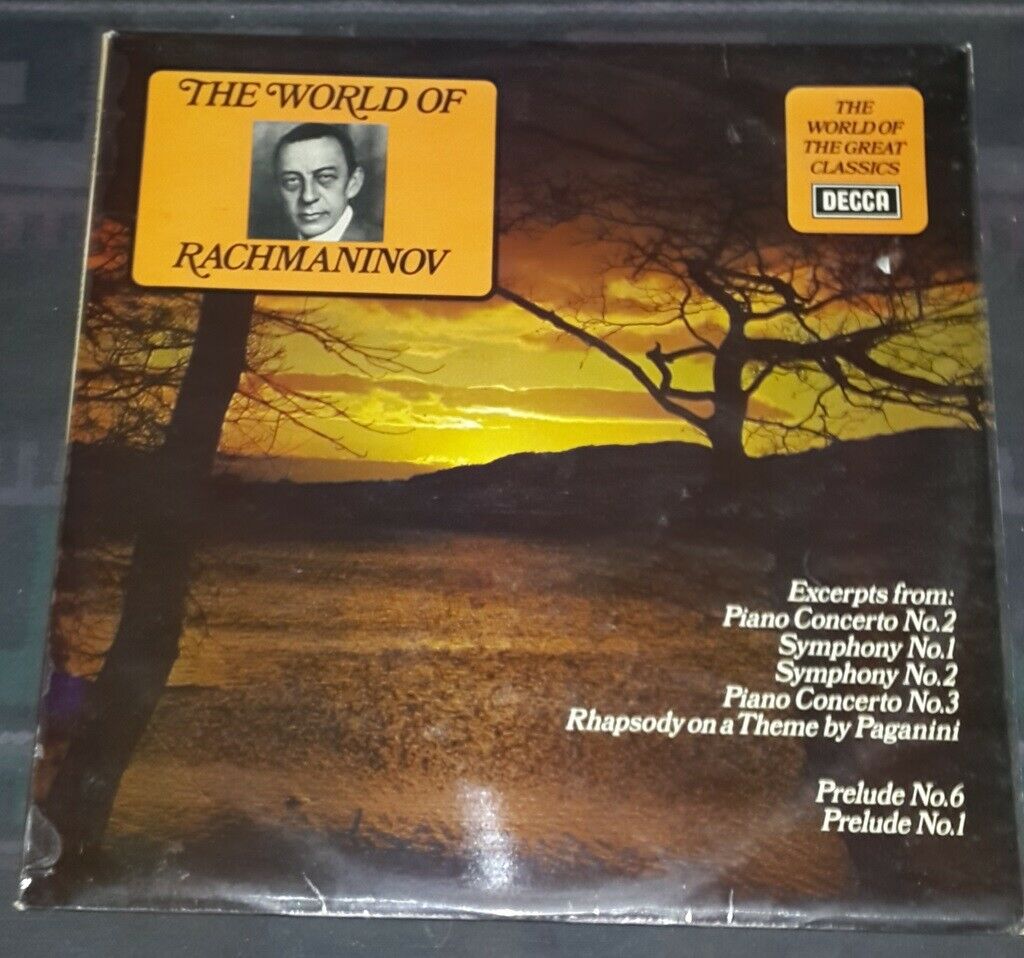 THE WORLD OF
RACHMANINOV
THE
WORLD OF
THE GREAT
CLASSICS
DECCA
Excerpts from:
Piano Concerto No.2
Symphony No.1
Symphony No.2
Piano Concerto No.3
Rhapsody on a Theme by Paganini
Prelude No.6
Prelude No.1